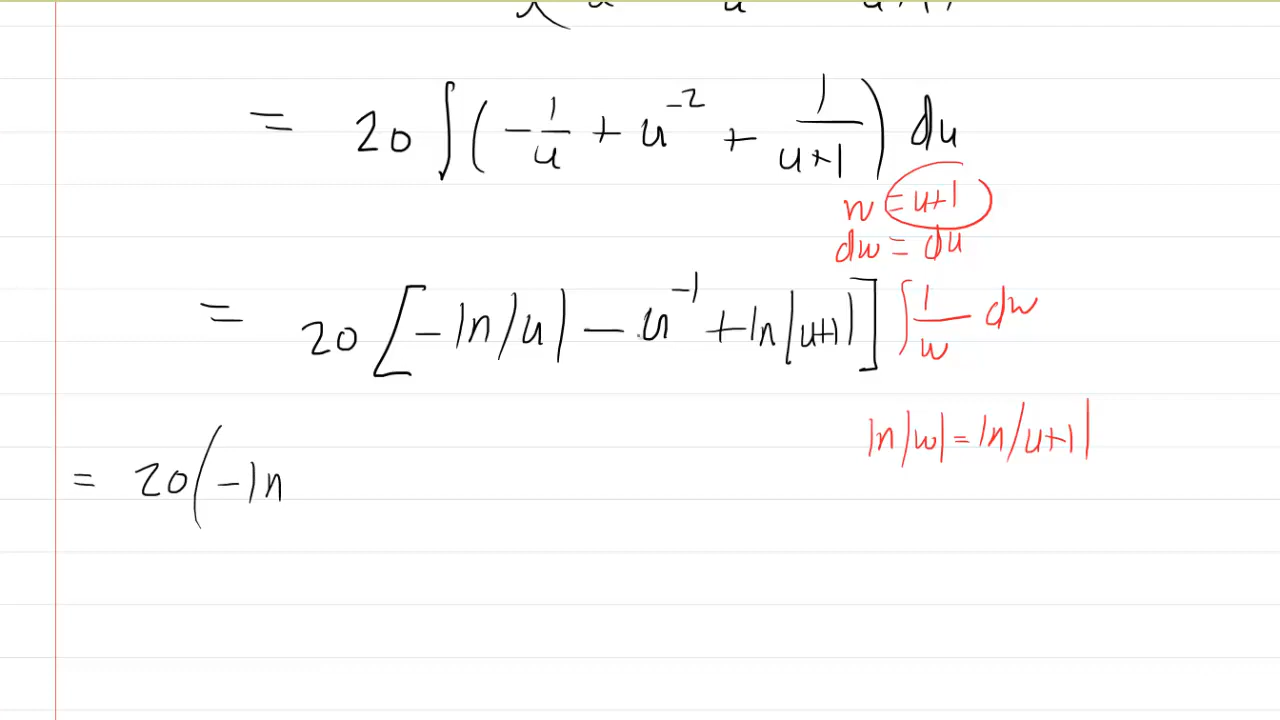 = 20 ∫ ( -1/u + u^-2 + 1/(u+1) ) du
w = u+1
dw = du
= 20 [ -ln|u| - u^-1 + ln|u+1| ] ∫ 1/w dw
ln|w| = ln|u+1|
= 20 ( -ln